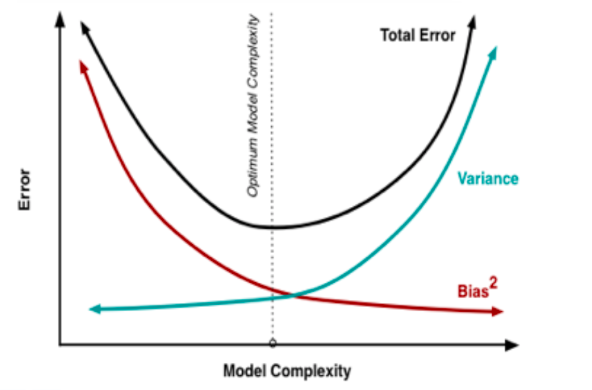 Total Error
Optimum Model Complexity
Variance
Error
Bias²
Model Complexity